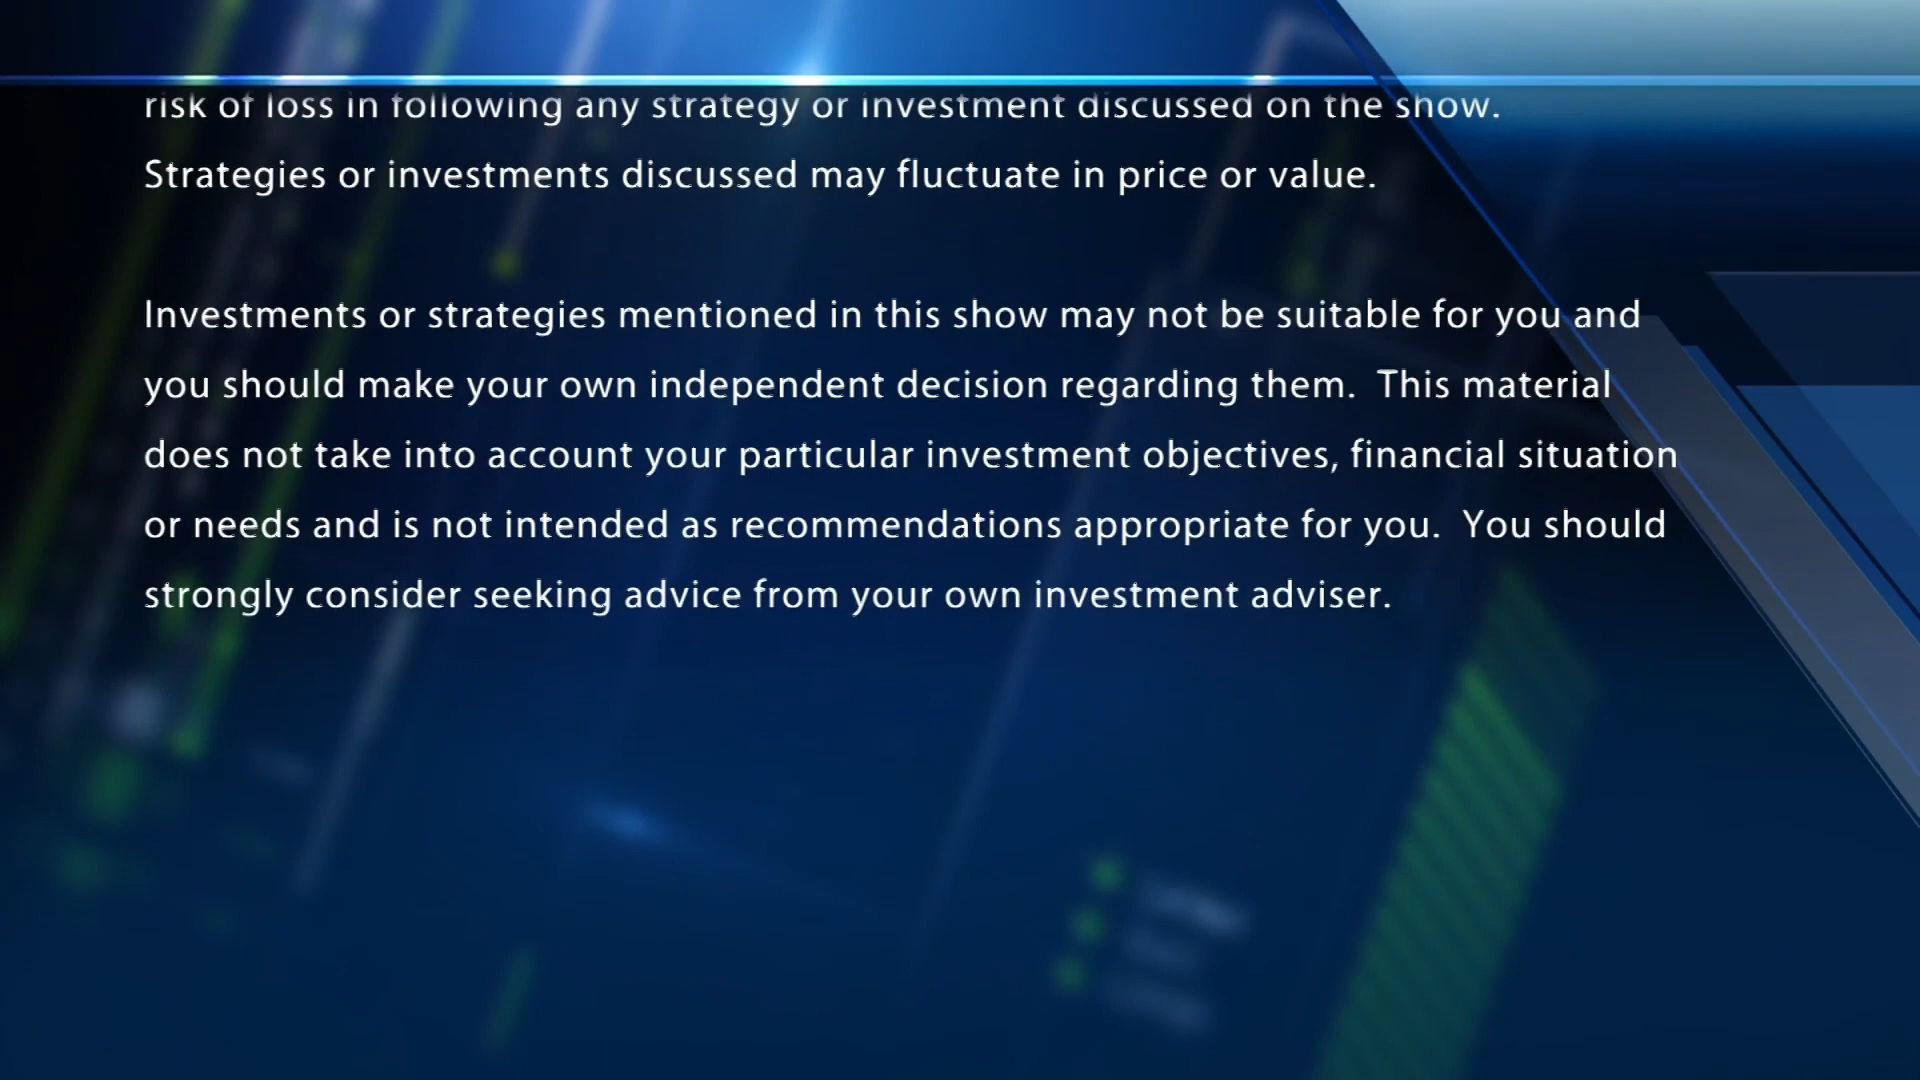 risk of loss in following any strategy or investment discussed on the show.
Strategies or investments discussed may fluctuate in price or value.
Investments or strategies mentioned in this show may not be suitable for you and
you should make your own independent decision regarding them.  This material
does not take into account your particular investment objectives, financial situation
or needs and is not intended as recommendations appropriate for you.  You should
strongly consider seeking advice from your own investment adviser.